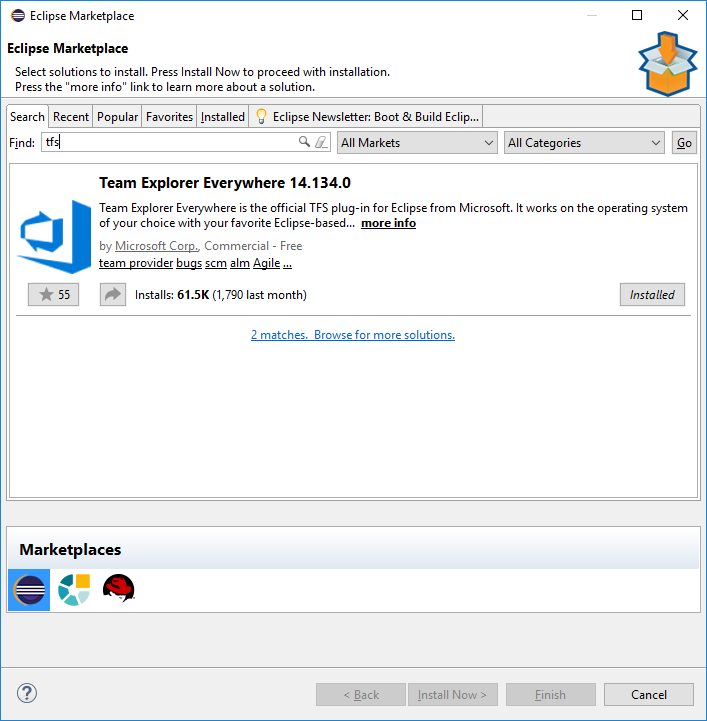 Eclipse Marketplace
Eclipse Marketplace
Select solutions to install. Press Install Now to proceed with installation.
Press the "more info" link to learn more about a solution.
Search Recent Popular Favorites Installed Eclipse Newsletter: Boot & Build Eclip...
Find: tfs All Markets All Categories Go
Team Explorer Everywhere 14.134.0
Team Explorer Everywhere is the official TFS plug-in for Eclipse from Microsoft. It works on the operating system
of your choice with your favorite Eclipse-based... more info
by Microsoft Corp., Commercial - Free
team provider bugs scm alm Agile ...
55 Installs: 61.5K (1,790 last month) Installed
2 matches. Browse for more solutions.
Marketplaces
? < Back Install Now > Finish Cancel